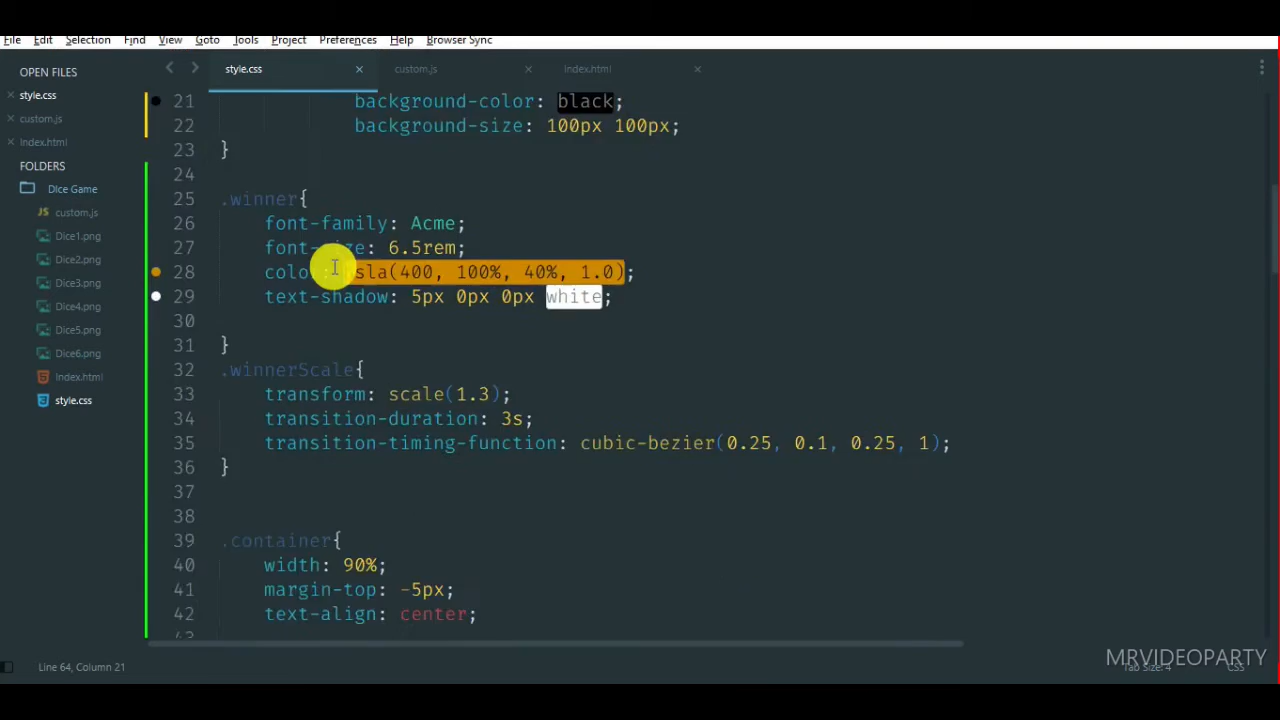 File Edit Selection Find View Goto Tools Project Preferences Help Browser Sync
OPEN FILES
style.css
custom.js
Index.html
FOLDERS
Dice Game
custom.js
Dice1.png
Dice2.png
Dice3.png
Dice4.png
Dice5.png
Dice6.png
Index.html
style.css
style.css custom.js Index.html
21 background-color: black;
22 background-size: 100px 100px;
23 }
24
25 .winner{
26 font-family: Acme;
27 font-size: 6.5rem;
28 color: hsla(400, 100%, 40%, 1.0);
29 text-shadow: 5px 0px 0px white;
30
31 }
32 .winnerScale{
33 transform: scale(1.3);
34 transition-duration: 3s;
35 transition-timing-function: cubic-bezier(0.25, 0.1, 0.25, 1);
36 }
37
38
39 .container{
40 width: 90%;
41 margin-top: -5px;
42 text-align: center;
43
Line 64, Column 21
MRVIDEOPARTY
Tab Size: 4 CSS